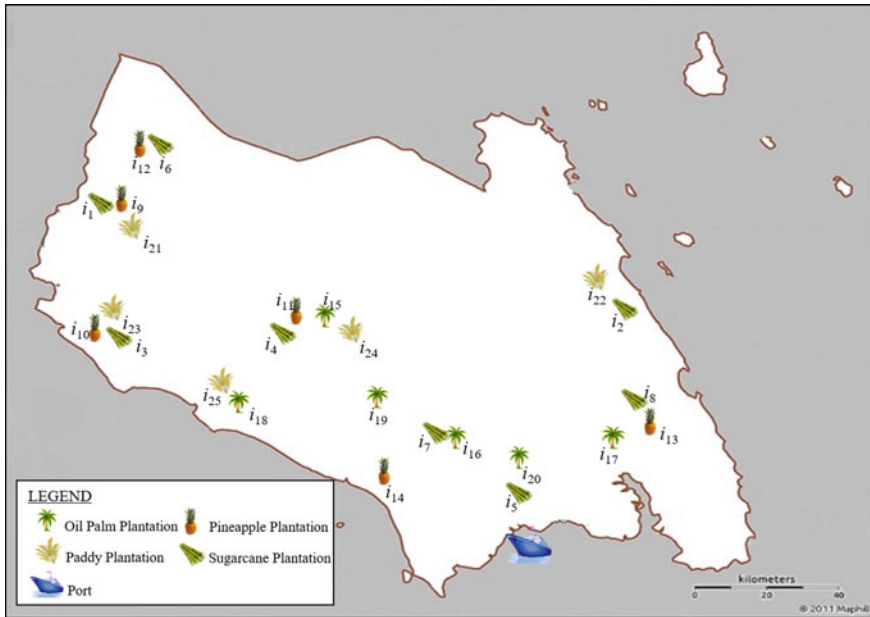 i12 i6
i1 i9
i21
i22
i11 i15
i2
i10 i23
i3
i4
i24
i25
i18
i19
i8
i13
i7 i16
i17
i20
i14
i5
LEGEND
Oil Palm Plantation Pineapple Plantation
Paddy Plantation Sugarcane Plantation
Port
kilometers
0 20 40
© 2011 Maphill